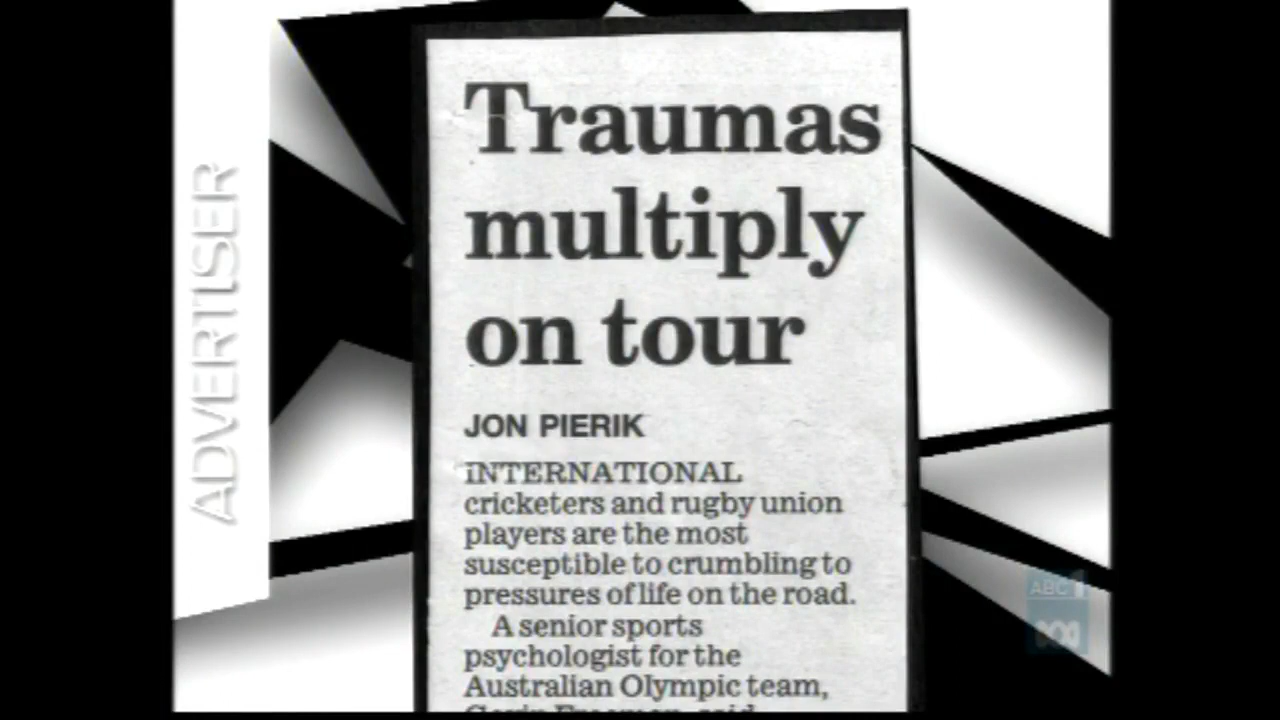 ADVERTISER
Traumas
multiply
on tour
JON PIERIK
INTERNATIONAL
cricketers and rugby union
players are the most
susceptible to crumbling to
pressures of life on the road.
A senior sports
psychologist for the
Australian Olympic team,
ABC1